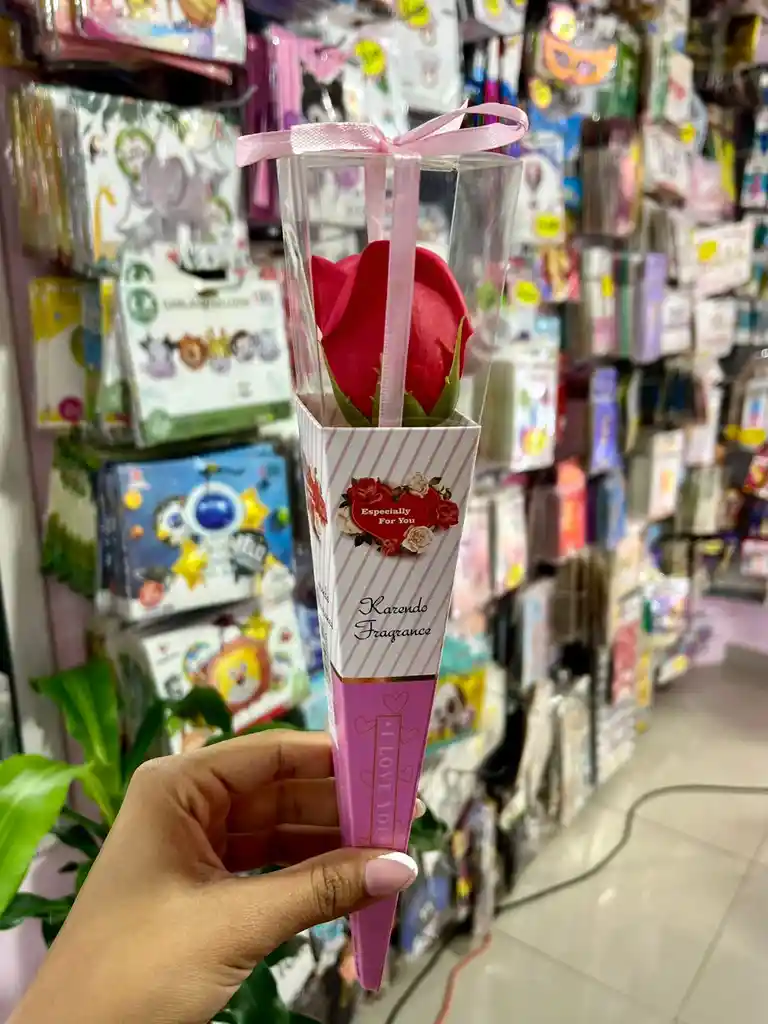 Especially
For You
Karendo
Fragrance
I LOVE YOU